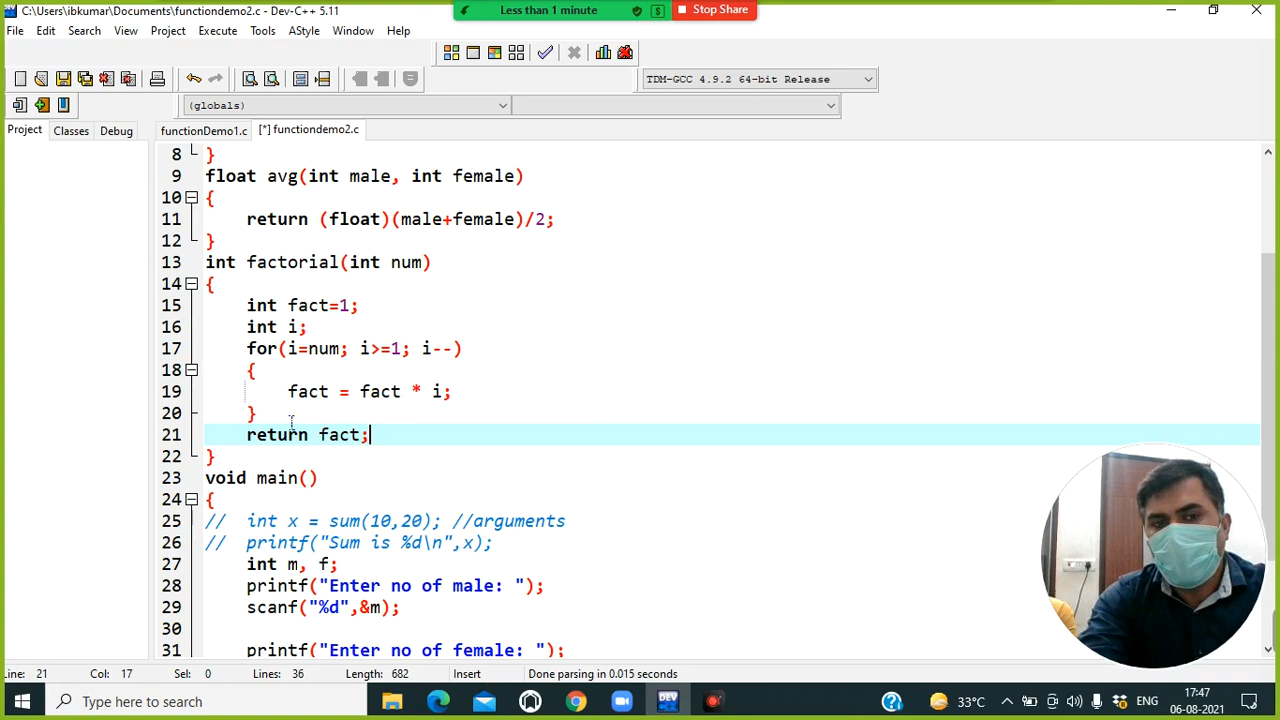 C:\Users\ibkumar\Documents\functiondemo2.c - Dev-C++ 5.11
Less than 1 minute
Stop Share
File Edit Search View Project Execute Tools AStyle Window Help
TDM-GCC 4.9.2 64-bit Release
(globals)
Project Classes Debug
functionDemo1.c [*] functiondemo2.c
8 }
9 float avg(int male, int female)
10 {
11 return (float)(male+female)/2;
12 }
13 int factorial(int num)
14 {
15 int fact=1;
16 int i;
17 for(i=num; i>=1; i--)
18 {
19 fact = fact * i;
20 }
21 return fact;
22 }
23 void main()
24 {
25 // int x = sum(10,20); //arguments
26 // printf("Sum is %d\n",x);
27 int m, f;
28 printf("Enter no of male: ");
29 scanf("%d",&m);
30
31 printf("Enter no of female: ");
Line: 21 Col: 17 Sel: 0 Lines: 36 Length: 682 Insert Done parsing in 0.015 seconds
Type here to search
DEV
33°C
ENG
17:47
06-08-2021